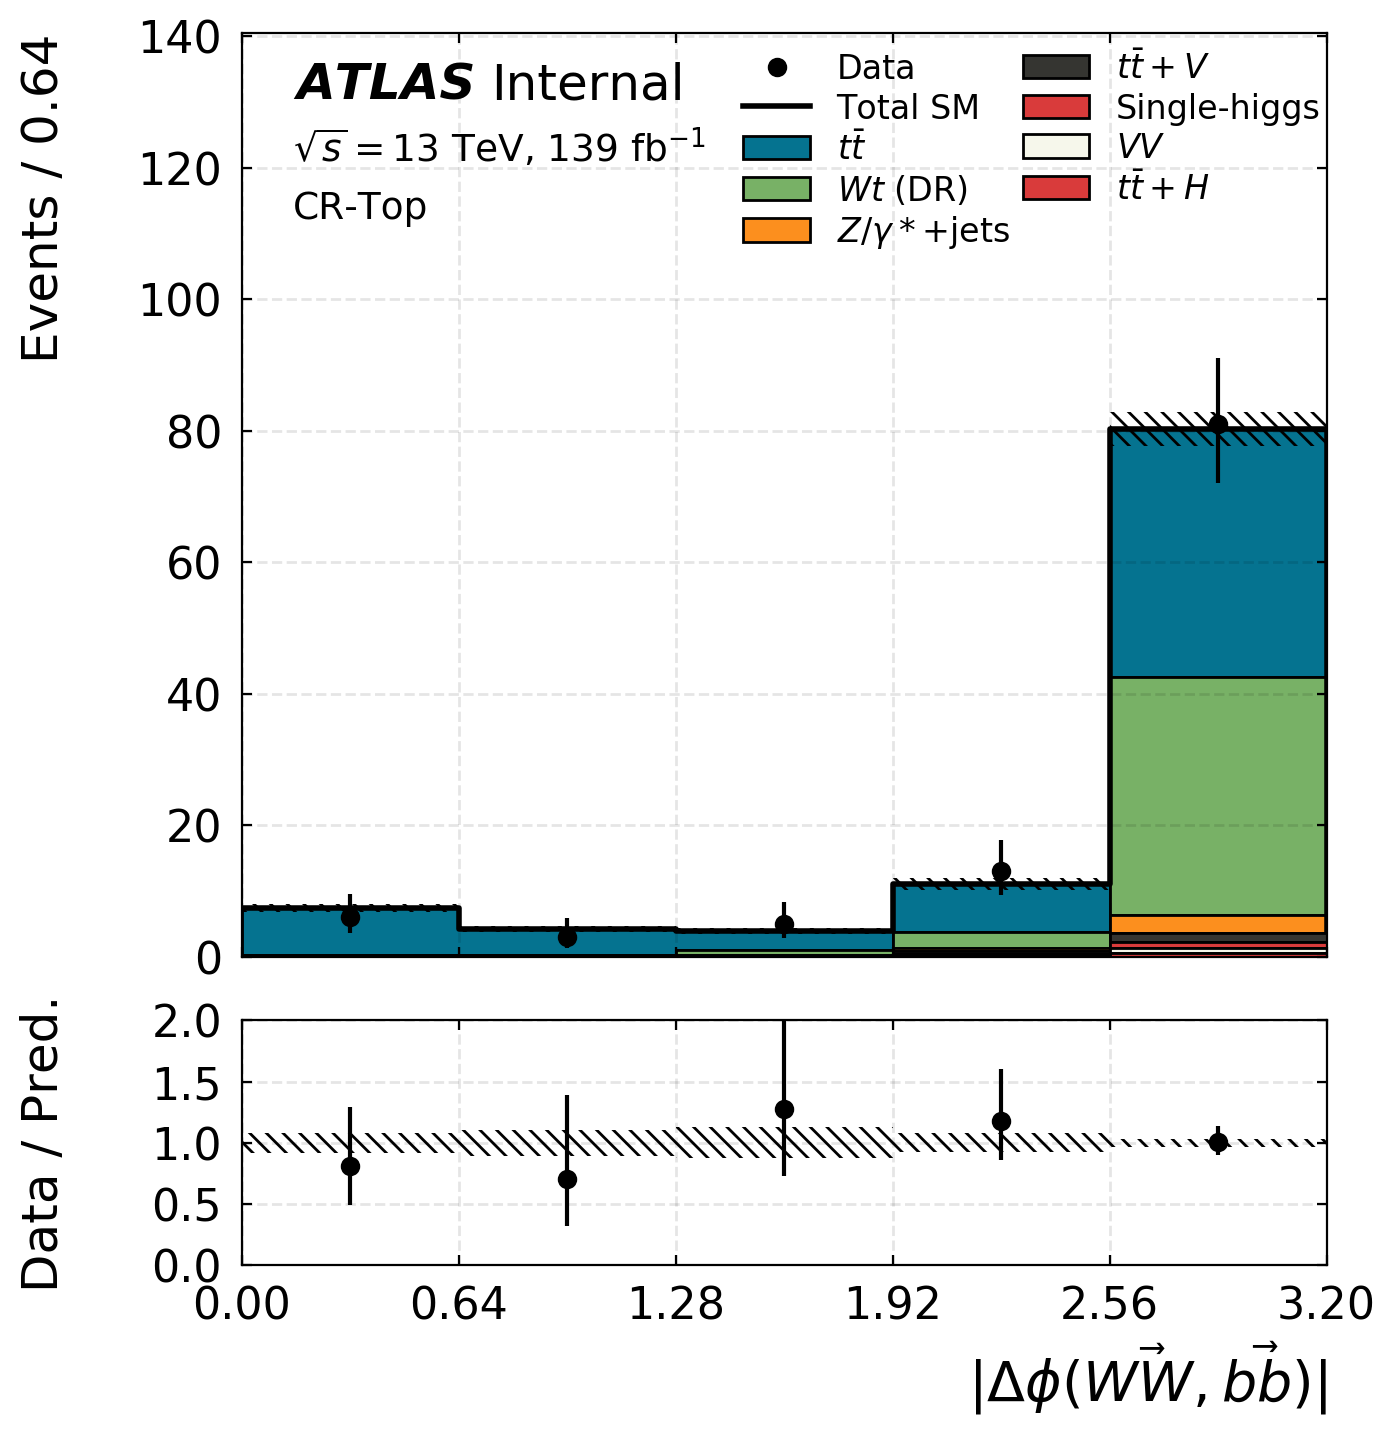 Events / 0.64
140
120
100
80
60
40
20
0
ATLAS Internal
√s = 13 TeV, 139 fb⁻¹
CR-Top
Data
Total SM
tt̄
Wt (DR)
Z/γ * +jets
tt̄ + V
Single-higgs
VV
tt̄ + H
Data / Pred.
2.0
1.5
1.0
0.5
0.0
0.00 0.64 1.28 1.92 2.56 3.20
|Δϕ(WW⃗, bb⃗)|